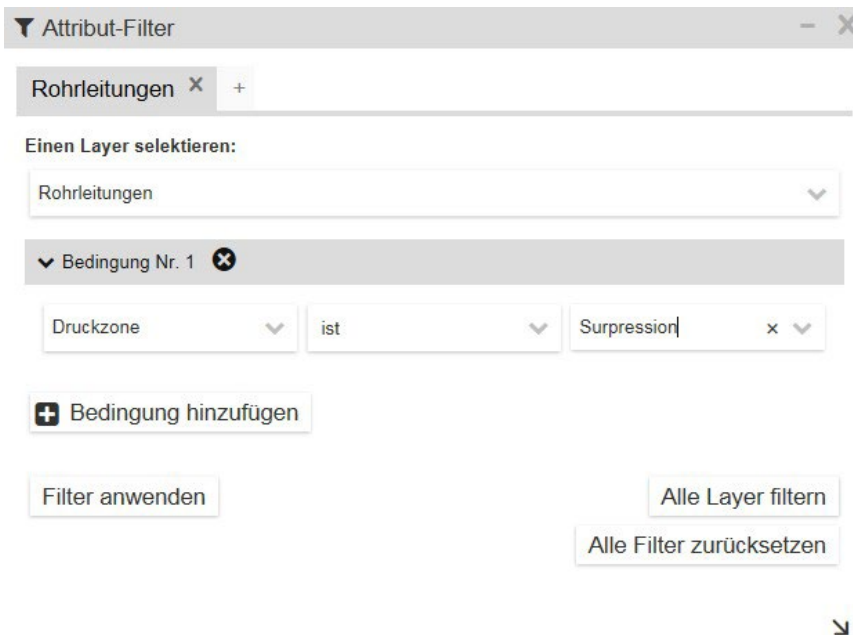 Attribut-Filter
Rohrleitungen
Einen Layer selektieren:
Rohrleitungen
Bedingung Nr. 1
Druckzone ist Surpression
Bedingung hinzufügen
Filter anwenden Alle Layer filtern
Alle Filter zurücksetzen